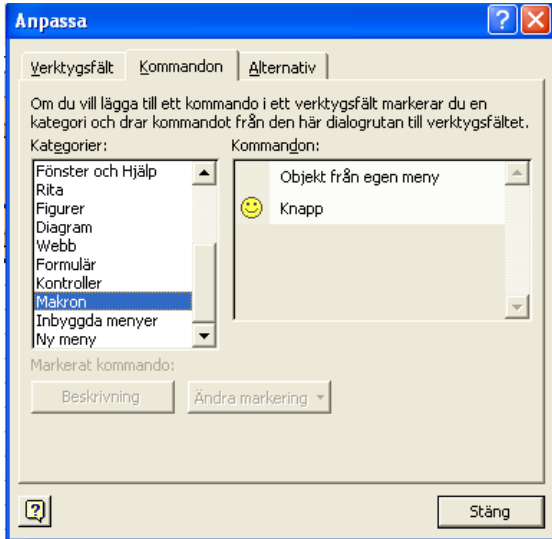 Anpassa
Verktygsfält Kommandon Alternativ
Om du vill lägga till ett kommando i ett verktygsfält markerar du en
kategori och drar kommandot från den här dialogrutan till verktygsfältet.
Kategorier: Kommandon:
Fönster och Hjälp
Rita
Figurer
Diagram
Webb
Formulär
Kontroller
Makron
Inbyggda menyer
Ny meny
Objekt från egen meny
Knapp
Markerat kommando:
Beskrivning Ändra markering
Stäng